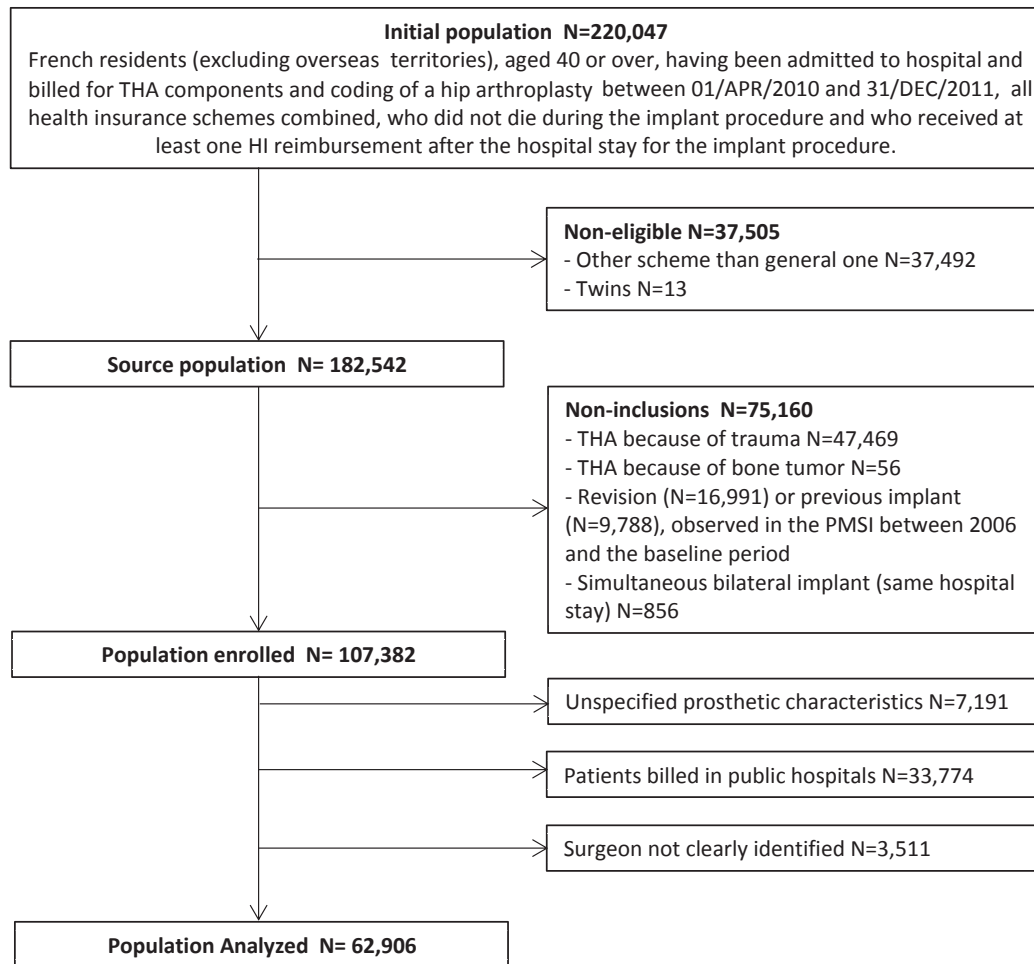 Initial population N=220,047
French residents (excluding overseas territories), aged 40 or over, having been admitted to hospital and
billed for THA components and coding of a hip arthroplasty between 01/APR/2010 and 31/DEC/2011, all
health insurance schemes combined, who did not die during the implant procedure and who received at
least one HI reimbursement after the hospital stay for the implant procedure.
Non-eligible N=37,505
- Other scheme than general one N=37,492
- Twins N=13
Source population N= 182,542
Non-inclusions N=75,160
- THA because of trauma N=47,469
- THA because of bone tumor N=56
- Revision (N=16,991) or previous implant
(N=9,788), observed in the PMSI between 2006
and the baseline period
- Simultaneous bilateral implant (same hospital
stay) N=856
Population enrolled N= 107,382
Unspecified prosthetic characteristics N=7,191
Patients billed in public hospitals N=33,774
Surgeon not clearly identified N=3,511
Population Analyzed N= 62,906